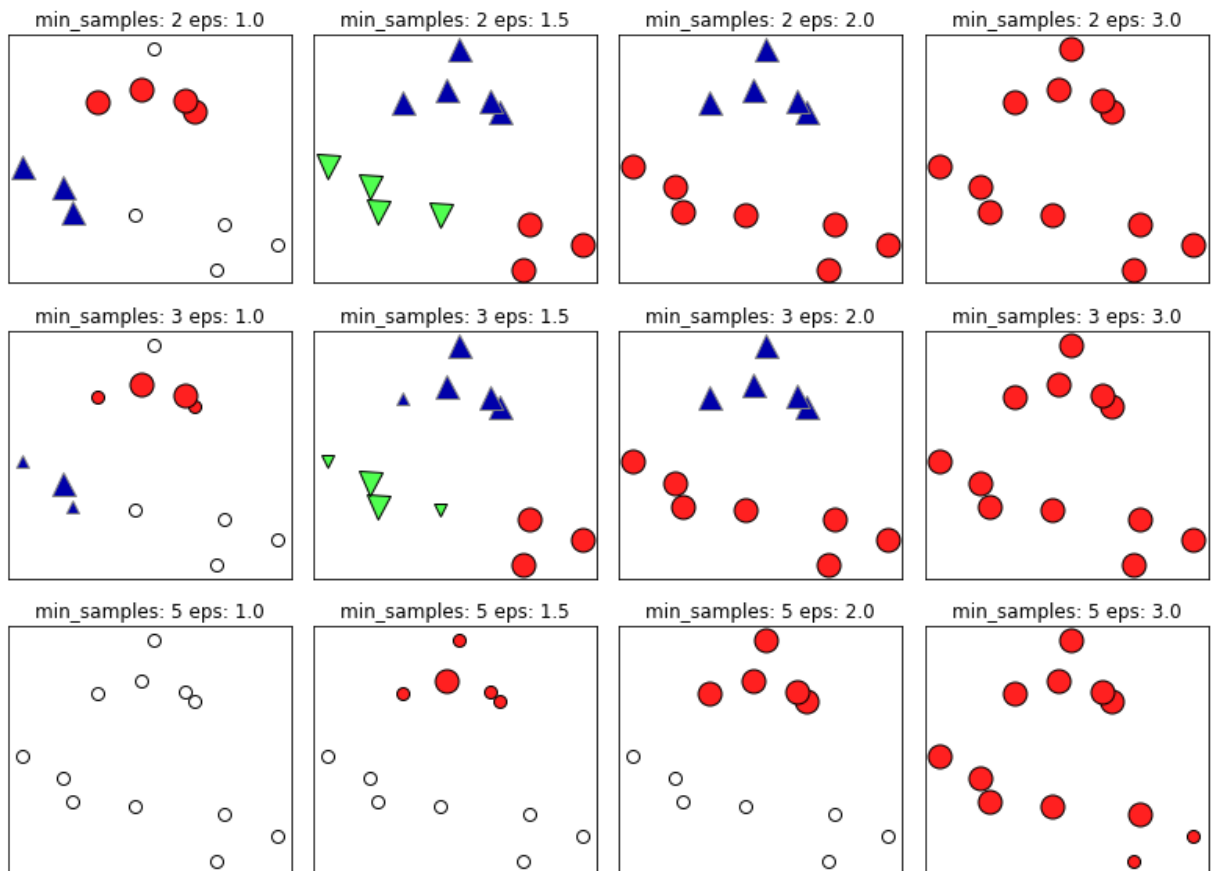 min_samples: 2 eps: 1.0
min_samples: 2 eps: 1.5
min_samples: 2 eps: 2.0
min_samples: 2 eps: 3.0
min_samples: 3 eps: 1.0
min_samples: 3 eps: 1.5
min_samples: 3 eps: 2.0
min_samples: 3 eps: 3.0
min_samples: 5 eps: 1.0
min_samples: 5 eps: 1.5
min_samples: 5 eps: 2.0
min_samples: 5 eps: 3.0